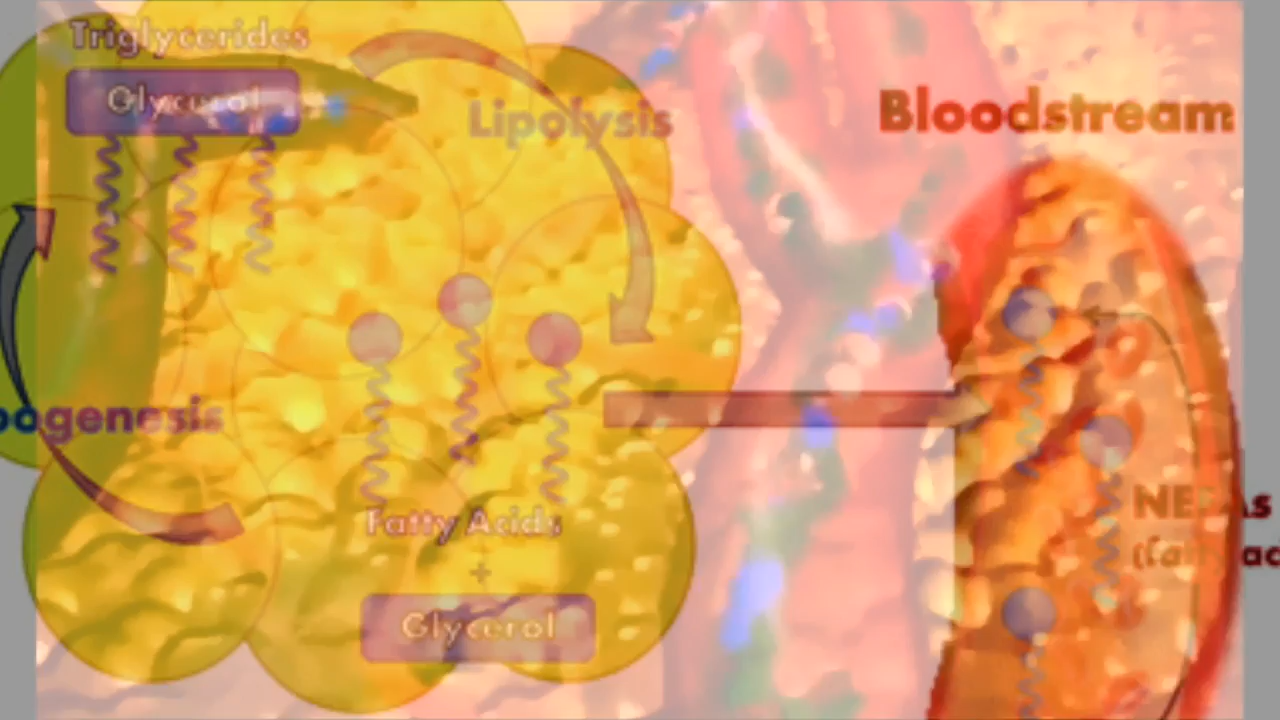 Triglycerides
Glycerol
Lipolysis
Bloodstream
ogenesis
Fatty Acids
+
Glycerol